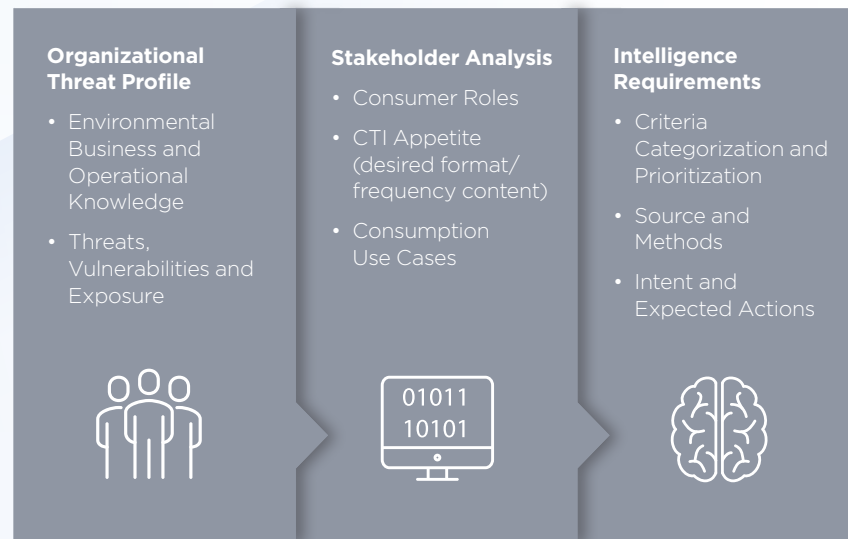 Organizational
Threat Profile
• Environmental
Business and
Operational
Knowledge
• Threats,
Vulnerabilities and
Exposure
Stakeholder Analysis
• Consumer Roles
• CTI Appetite
(desired format/
frequency content)
• Consumption
Use Cases
01011
10101
Intelligence
Requirements
• Criteria
Categorization and
Prioritization
• Source and
Methods
• Intent and
Expected Actions